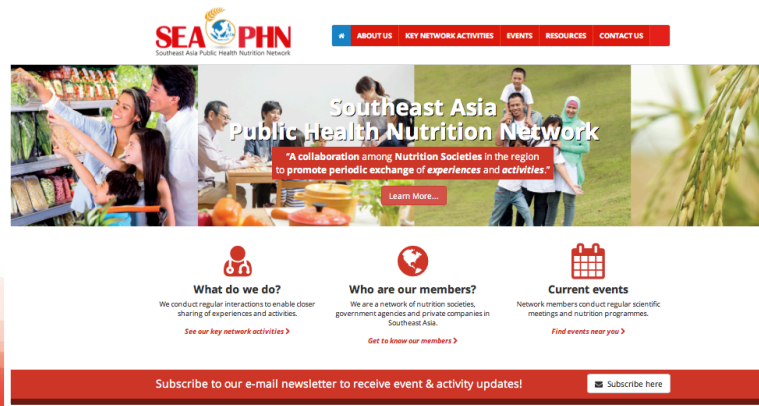 SEA PHN
Southeast Asia Public Health Nutrition Network
ABOUT US KEY NETWORK ACTIVITIES EVENTS RESOURCES CONTACT US
Southeast Asia
Public Health Nutrition Network
"A collaboration among Nutrition Societies in the region
to promote periodic exchange of experiences and activities."
Learn More...
What do we do?
We conduct regular interactions to enable closer
sharing of experiences and activities.
See our key network activities
Who are our members?
We are a network of nutrition societies,
government agencies and private companies in
Southeast Asia.
Get to know our members
Current events
Network members conduct regular scientific
meetings and nutrition programmes.
Find events near you
Subscribe to our e-mail newsletter to receive event & activity updates!
Subscribe here